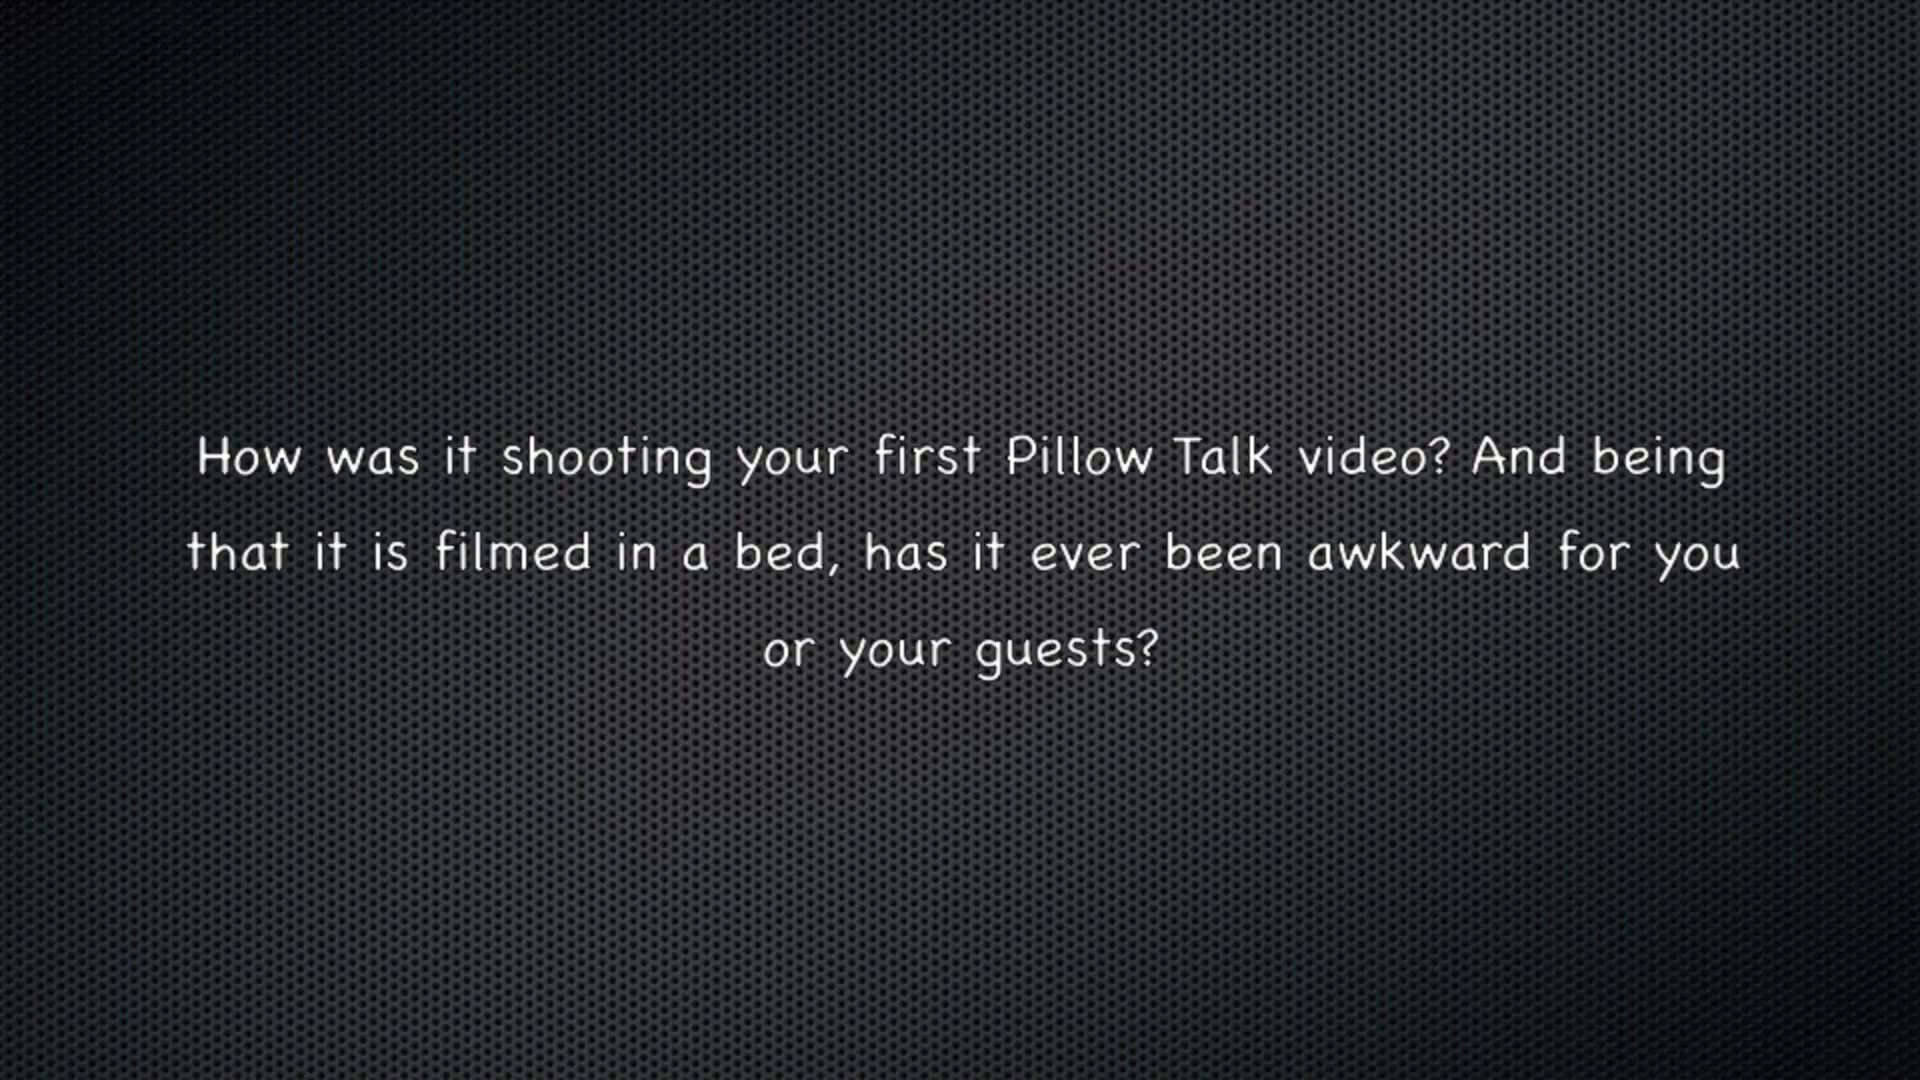 How was it shooting your first Pillow Talk video? And being
that it is filmed in a bed, has it ever been awkward for you
or your guests?